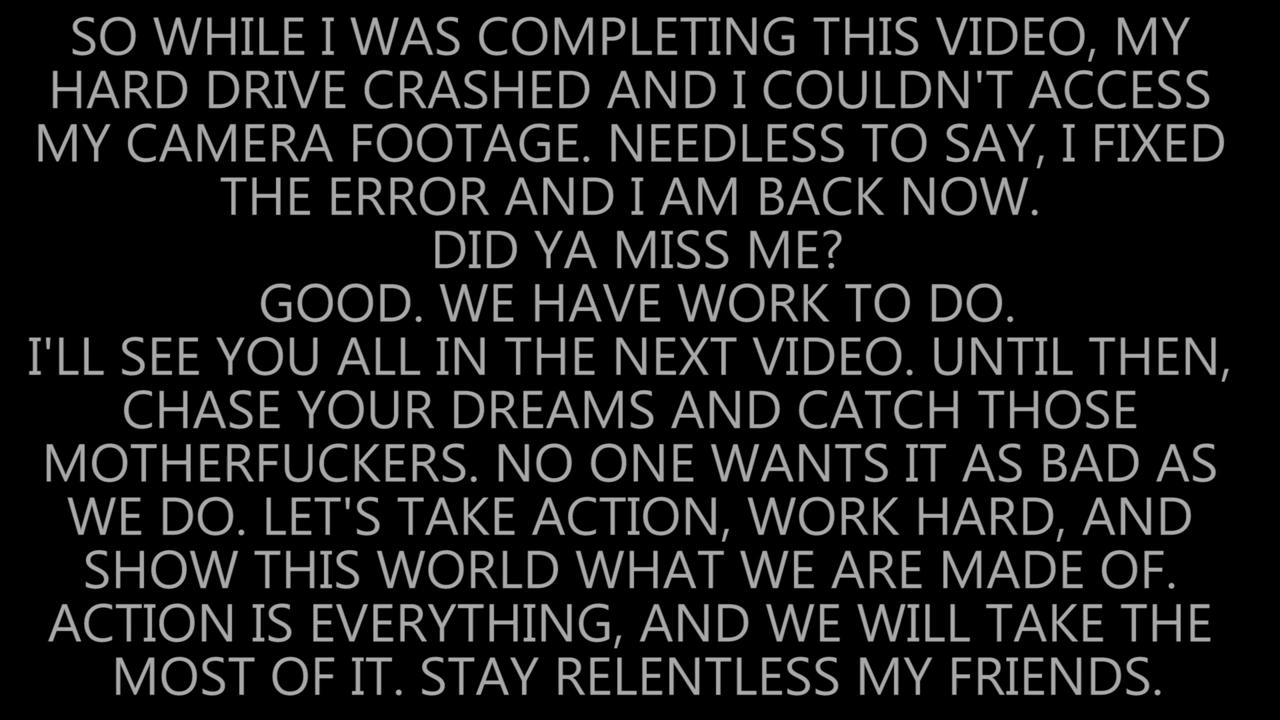 SO WHILE I WAS COMPLETING THIS VIDEO, MY
HARD DRIVE CRASHED AND I COULDN'T ACCESS
MY CAMERA FOOTAGE. NEEDLESS TO SAY, I FIXED
THE ERROR AND I AM BACK NOW.
DID YA MISS ME?
GOOD. WE HAVE WORK TO DO.
I'LL SEE YOU ALL IN THE NEXT VIDEO. UNTIL THEN,
CHASE YOUR DREAMS AND CATCH THOSE
MOTHERFUCKERS. NO ONE WANTS IT AS BAD AS
WE DO. LET'S TAKE ACTION, WORK HARD, AND
SHOW THIS WORLD WHAT WE ARE MADE OF.
ACTION IS EVERYTHING, AND WE WILL TAKE THE
MOST OF IT. STAY RELENTLESS MY FRIENDS.